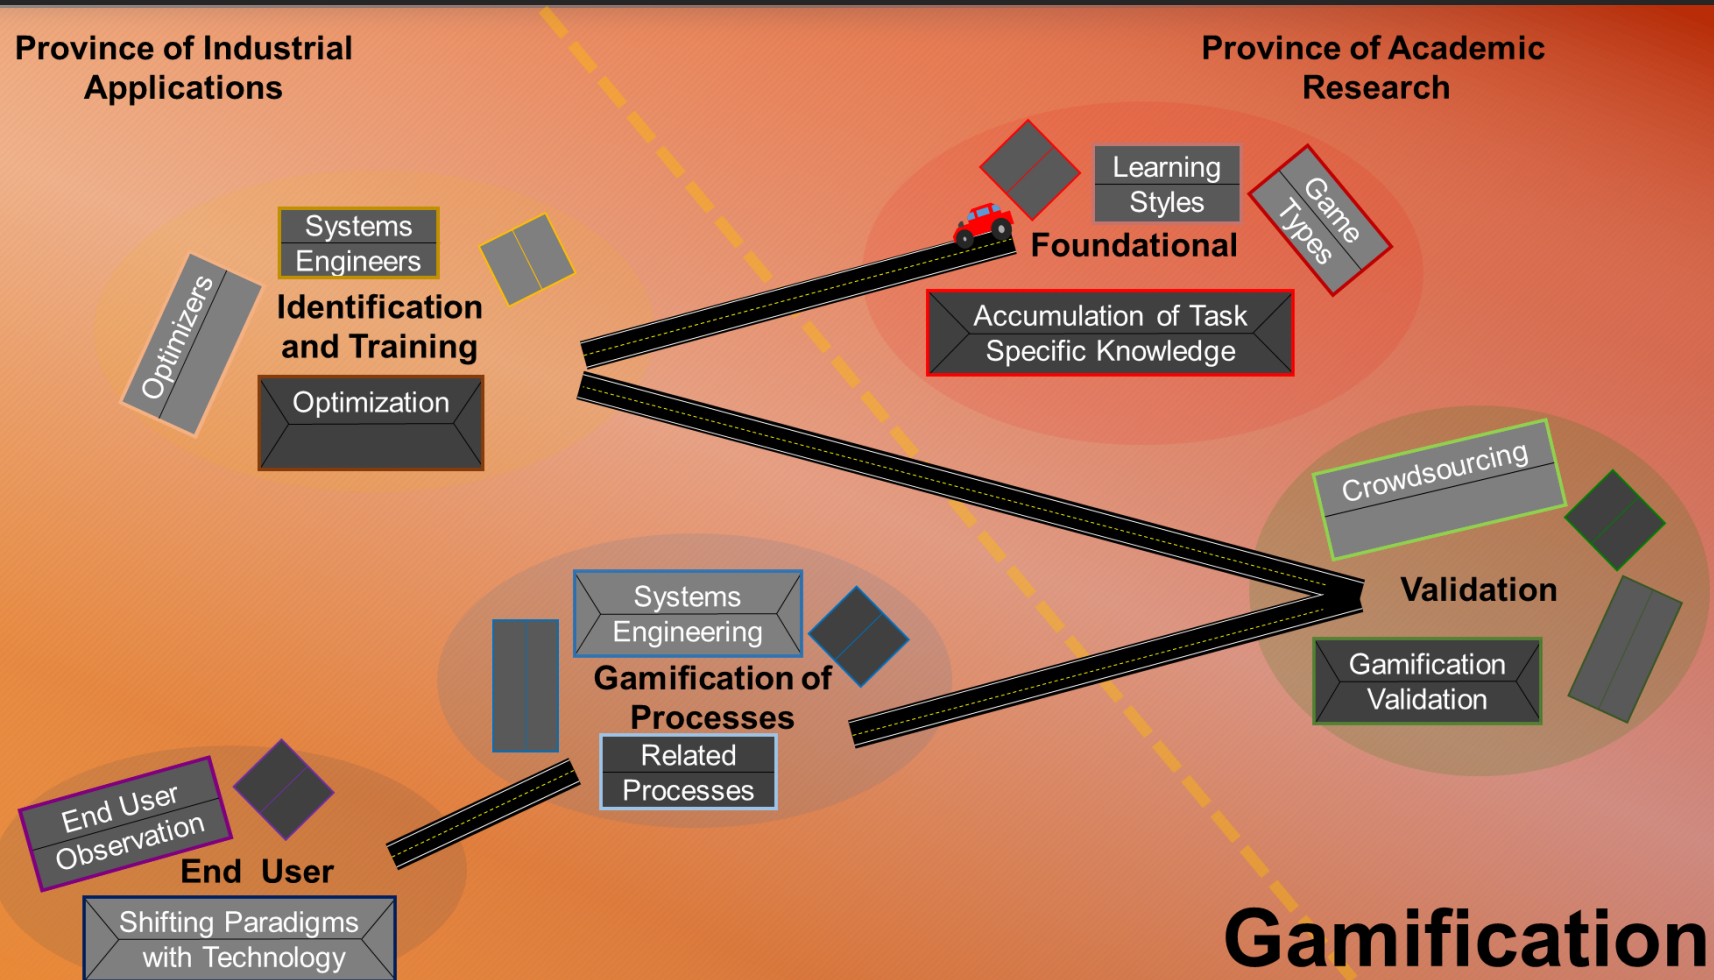 Province of Industrial
Applications
Province of Academic
Research
Learning
Styles
Game
Types
Foundational
Accumulation of Task
Specific Knowledge
Systems
Engineers
Optimizers
Identification
and Training
Optimization
Crowdsourcing
Validation
Gamification
Validation
Systems
Engineering
Gamification of
Processes
Related
Processes
End User
Observation
End User
Shifting Paradigms
with Technology
Gamification